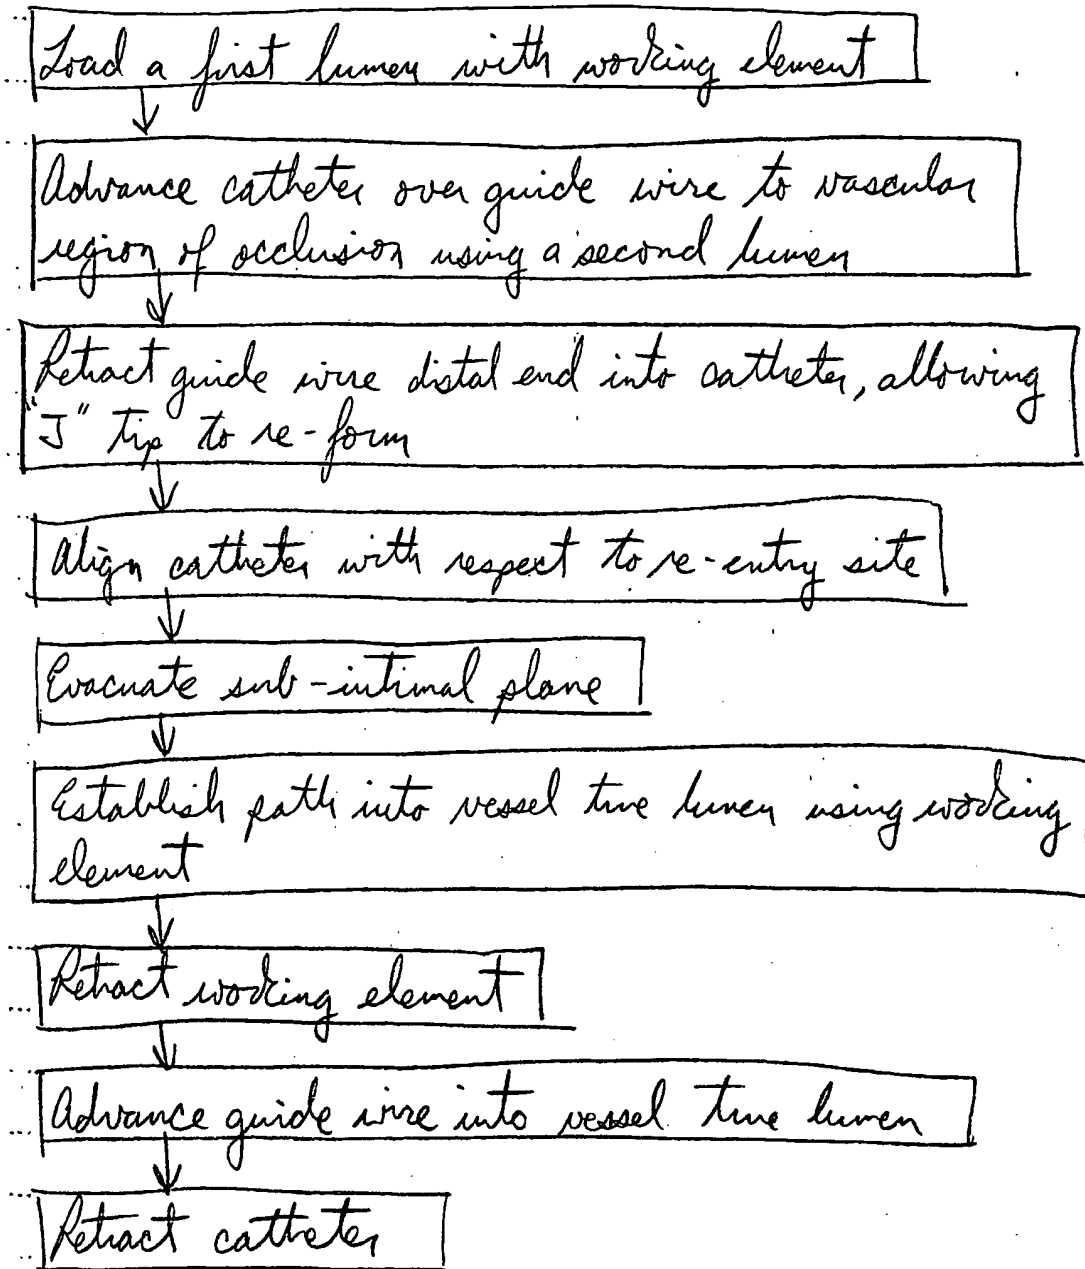 Load a first lumen with working element
Advance catheter over guide wire to vascular
region of occlusion using a second lumen
Retract guide wire distal end into catheter, allowing
"J" tip to re-form
Align catheter with respect to re-entry site
Evacuate sub-intimal plane
Establish path into vessel true lumen using working
element
Retract working element
Advance guide wire into vessel true lumen
Retract catheter